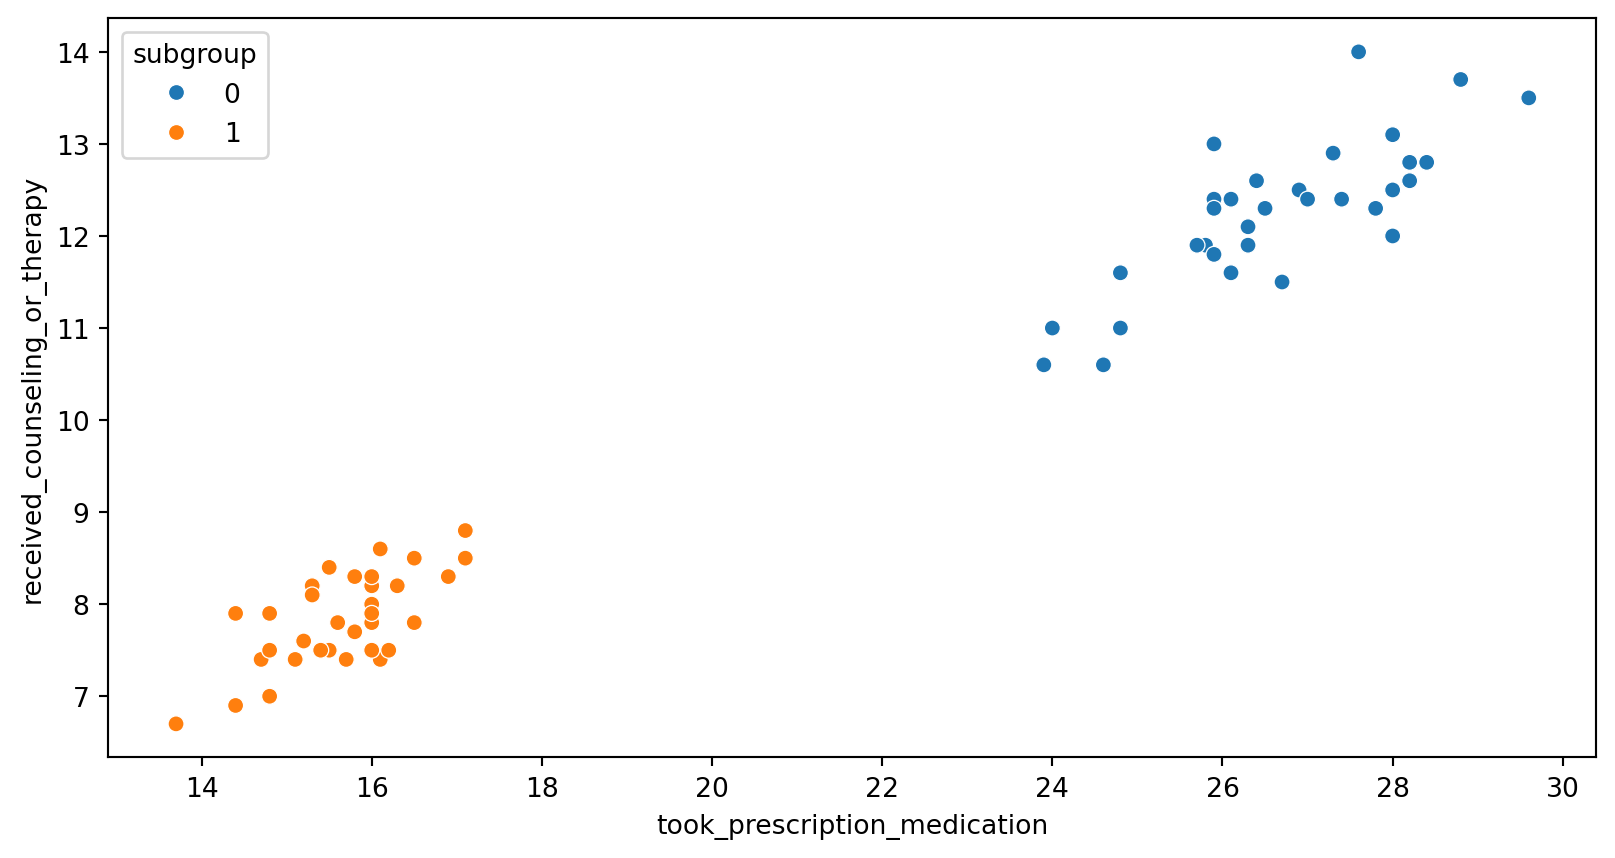 subgroup
0
1
received_counseling_or_therapy
14
13
12
11
10
9
8
7
14 16 18 20 22 24 26 28 30
took_prescription_medication